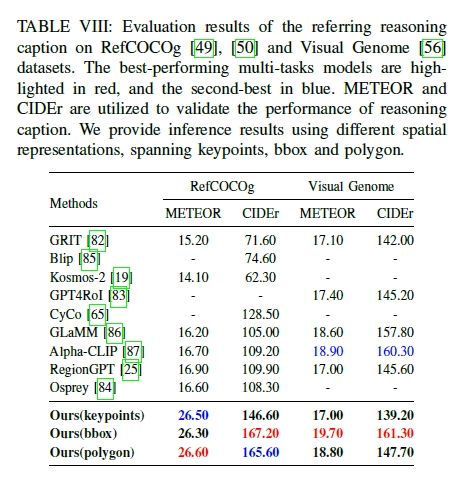 TABLE VIII: Evaluation results of the referring reasoning
caption on RefCOCOg [49], [50] and Visual Genome [56]
datasets. The best-performing multi-tasks models are high-
lighted in red, and the second-best in blue. METEOR and
CIDEr are utilized to validate the performance of reasoning
caption. We provide inference results using different spatial
representations, spanning keypoints, bbox and polygon.
Methods RefCOCOg Visual Genome
METEOR CIDEr METEOR CIDEr
GRIT [82] 15.20 71.60 17.10 142.00
Blip [85] - 74.60 - -
Kosmos-2 [19] 14.10 62.30 - -
GPT4RoI [83] - - 17.40 145.20
CyCo [65] - 128.50 - -
GLaMM [86] 16.20 105.00 18.60 157.80
Alpha-CLIP [87] 16.70 109.20 18.90 160.30
RegionGPT [25] 16.90 109.90 17.00 145.60
Osprey [84] 16.60 108.30 - -
Ours(keypoints) 26.50 146.60 17.00 139.20
Ours(bbox) 26.30 167.20 19.70 161.30
Ours(polygon) 26.60 165.60 18.80 147.70